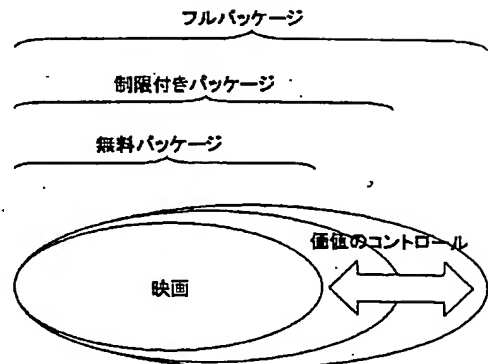 フルパッケージ
制限付きパッケージ
無料パッケージ
価値のコントロール
映画